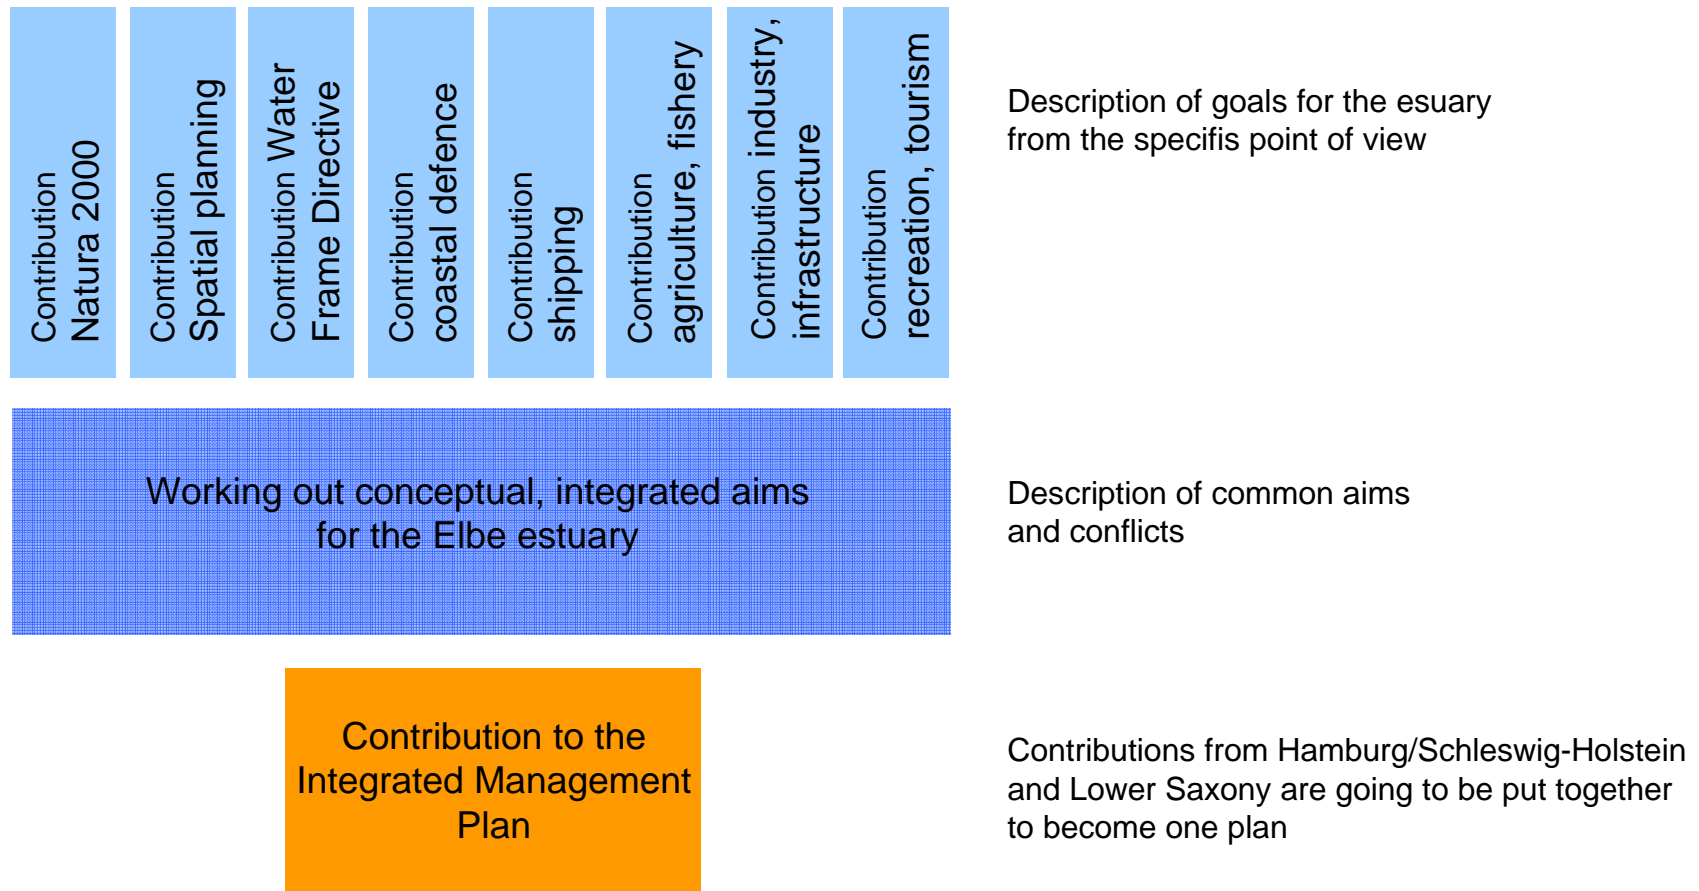 Contribution
Natura 2000
Contribution
Spatial planning
Contribution Water
Frame Directive
Contribution
coastal defence
Contribution
shipping
Contribution
agriculture, fishery
Contribution industry,
infrastructure
Contribution
recreation, tourism
Description of goals for the esuary
from the specifis point of view
Working out conceptual, integrated aims
for the Elbe estuary
Description of common aims
and conflicts
Contribution to the
Integrated Management
Plan
Contributions from Hamburg/Schleswig-Holstein
and Lower Saxony are going to be put together
to become one plan